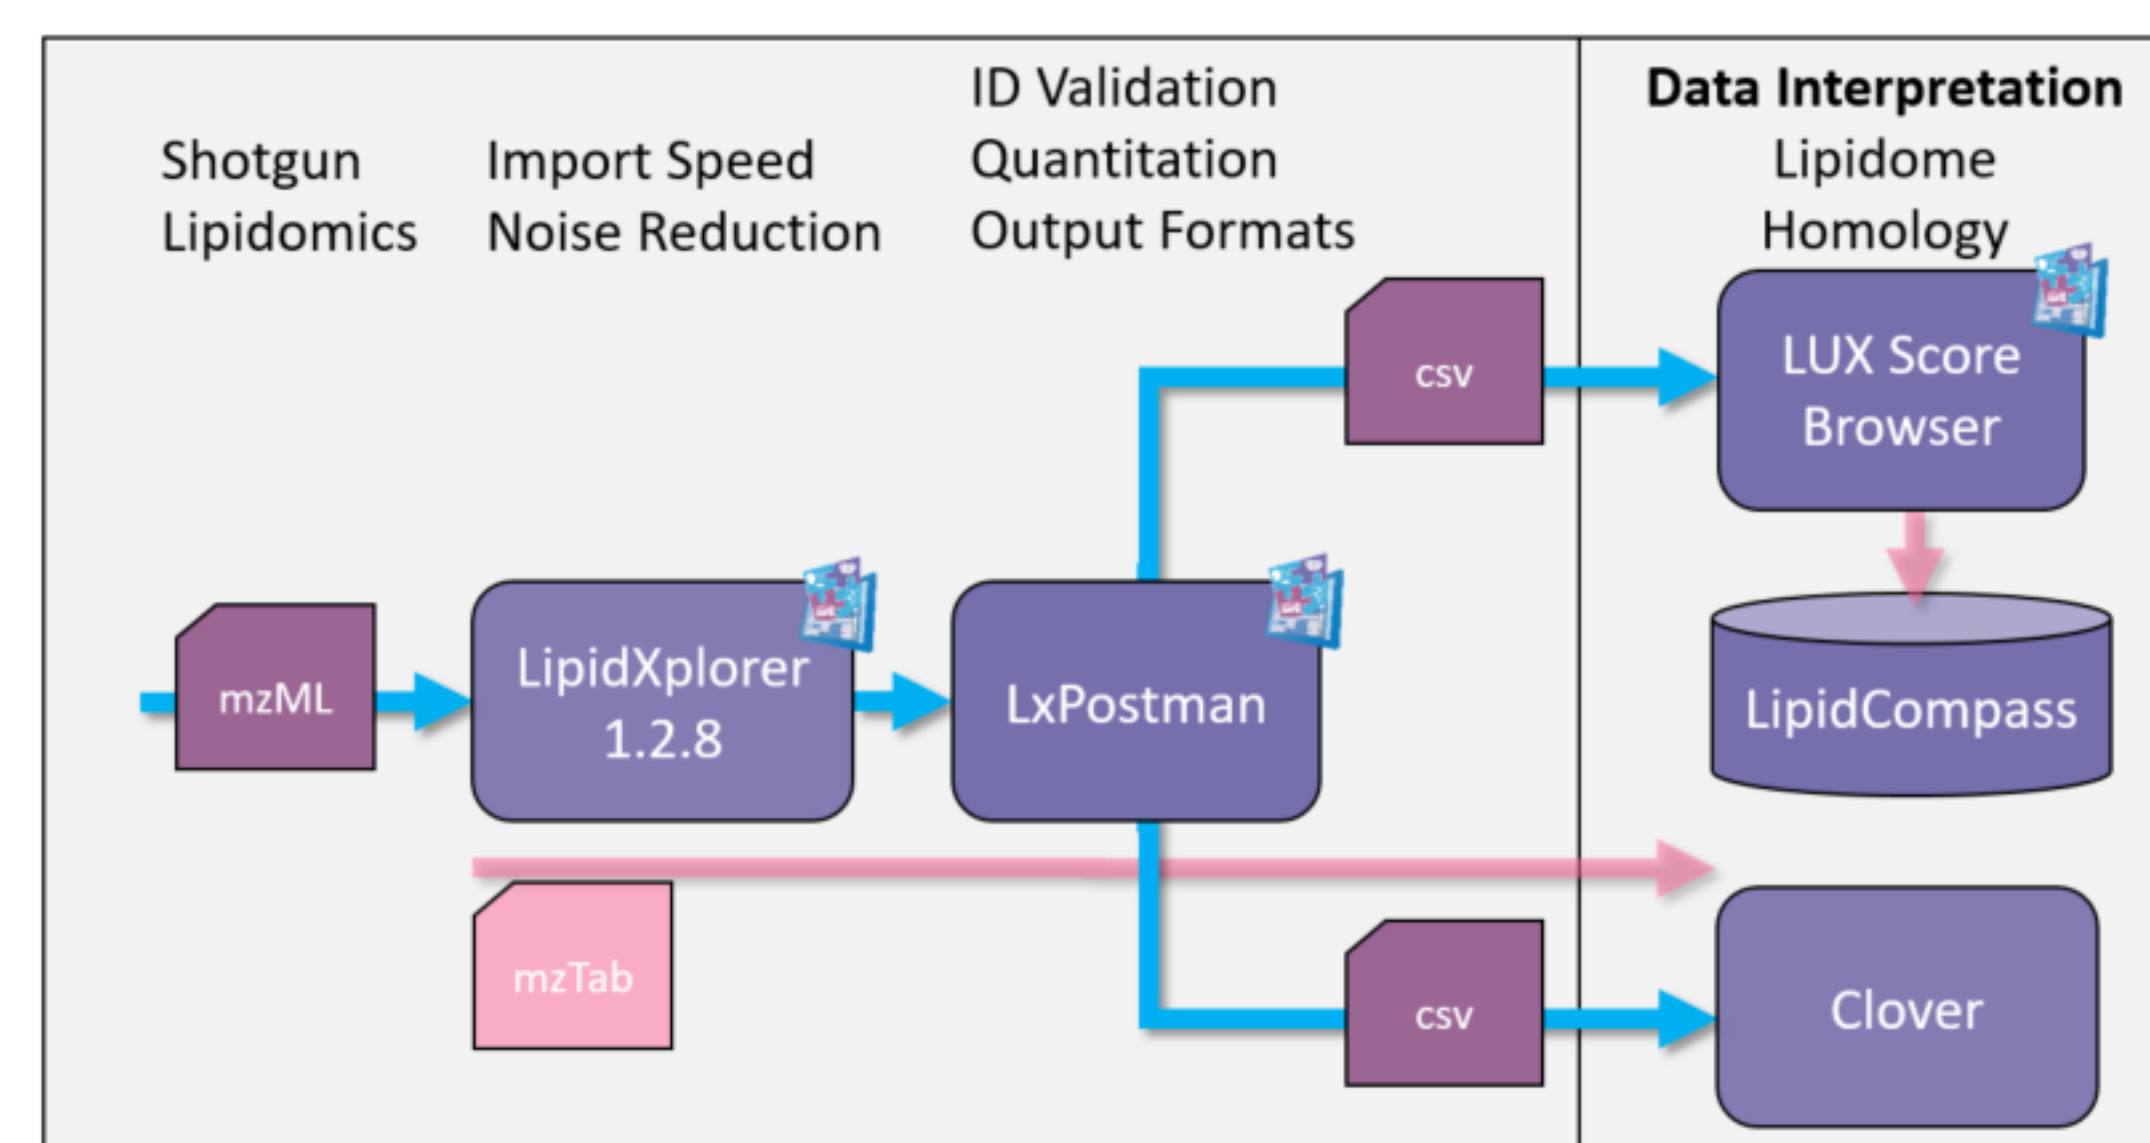 Shotgun
Lipidomics
Import Speed
Noise Reduction
ID Validation
Quantitation
Output Formats
Data Interpretation
Lipidome
Homology
csv
LUX Score
Browser
mzML
LipidXplorer
1.2.8
LxPostman
LipidCompass
mzTab
csv
Clover